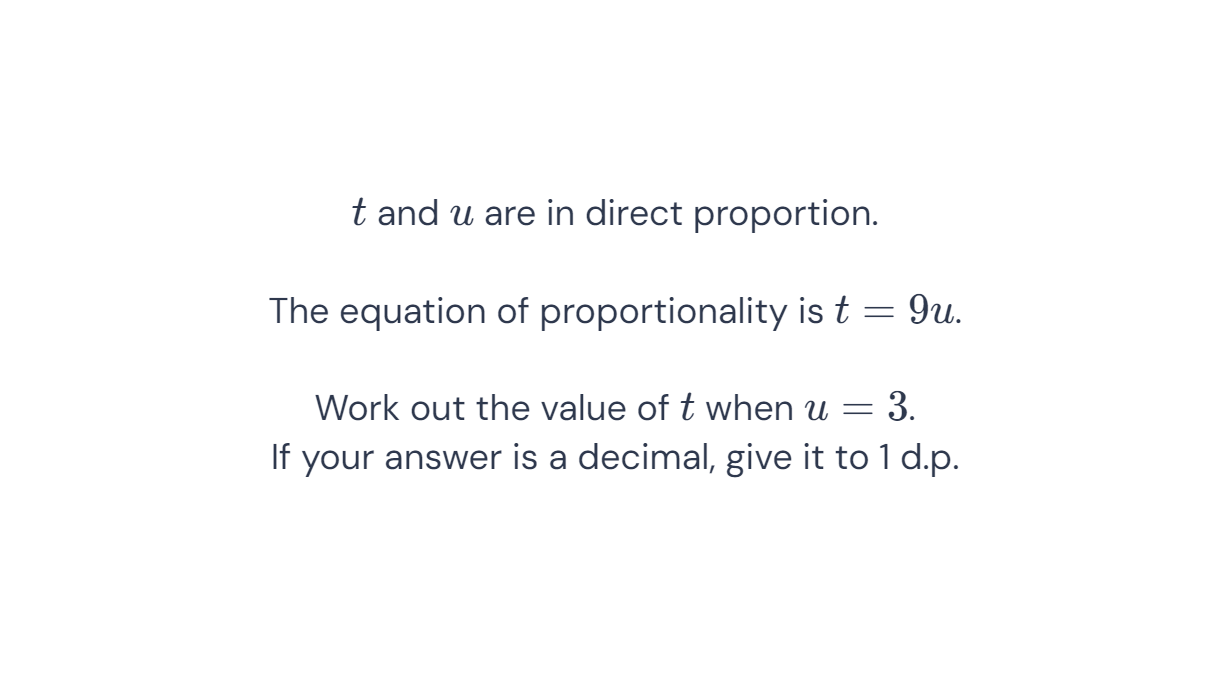 t and u are in direct proportion.
The equation of proportionality is t = 9u.
Work out the value of t when u = 3.
If your answer is a decimal, give it to 1 d.p.